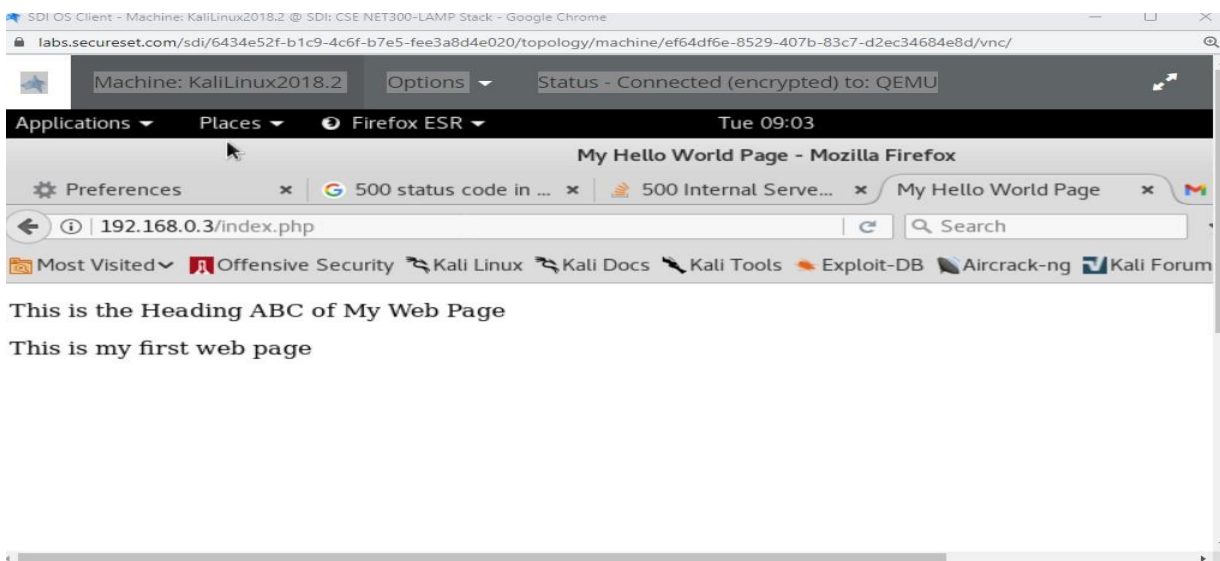 SDI OS Client - Machine: KaliLinux2018.2 @ SDI: CSE NET300-LAMP Stack - Google Chrome
labs.secureset.com/sdi/6434e52f-b1c9-4c6f-b7e5-fee3a8d4e020/topology/machine/ef64df6e-8529-407b-83c7-d2ec34684e8d/vnc/
Machine: KaliLinux2018.2 Options Status - Connected (encrypted) to: QEMU
Applications Places Firefox ESR Tue 09:03
My Hello World Page - Mozilla Firefox
Preferences 500 status code in ... 500 Internal Serve... My Hello World Page
192.168.0.3/index.php Search
Most Visited Offensive Security Kali Linux Kali Docs Kali Tools Exploit-DB Aircrack-ng Kali Forum
This is the Heading ABC of My Web Page
This is my first web page